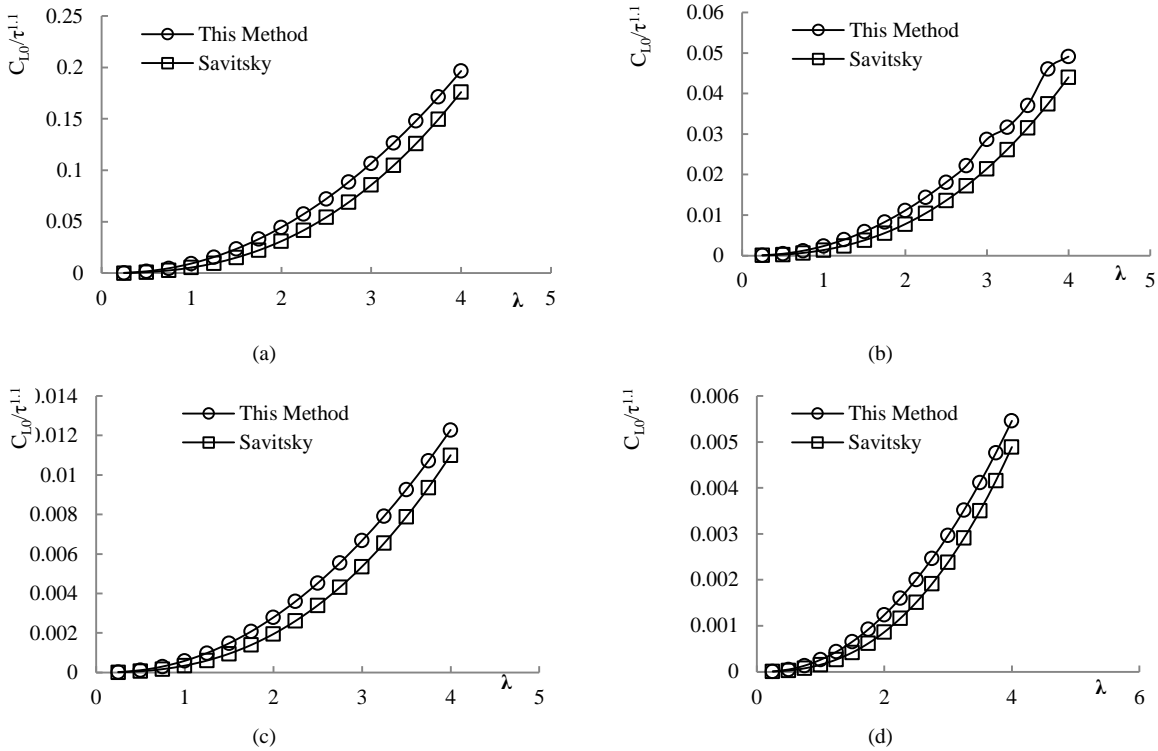 C_L0/τ^1.1
0.25
0.2
0.15
0.1
0.05
0
0 1 2 3 4 5
λ
This Method
Savitsky
(a)
C_L0/τ^1.1
0.06
0.05
0.04
0.03
0.02
0.01
0
0 1 2 3 4 5
λ
This Method
Savitsky
(b)
C_L0/τ^1.1
0.014
0.012
0.01
0.008
0.006
0.004
0.002
0
0 1 2 3 4 5
λ
This Method
Savitsky
(c)
C_L0/τ^1.1
0.006
0.005
0.004
0.003
0.002
0.001
0
0 2 4 6
λ
This Method
Savitsky
(d)